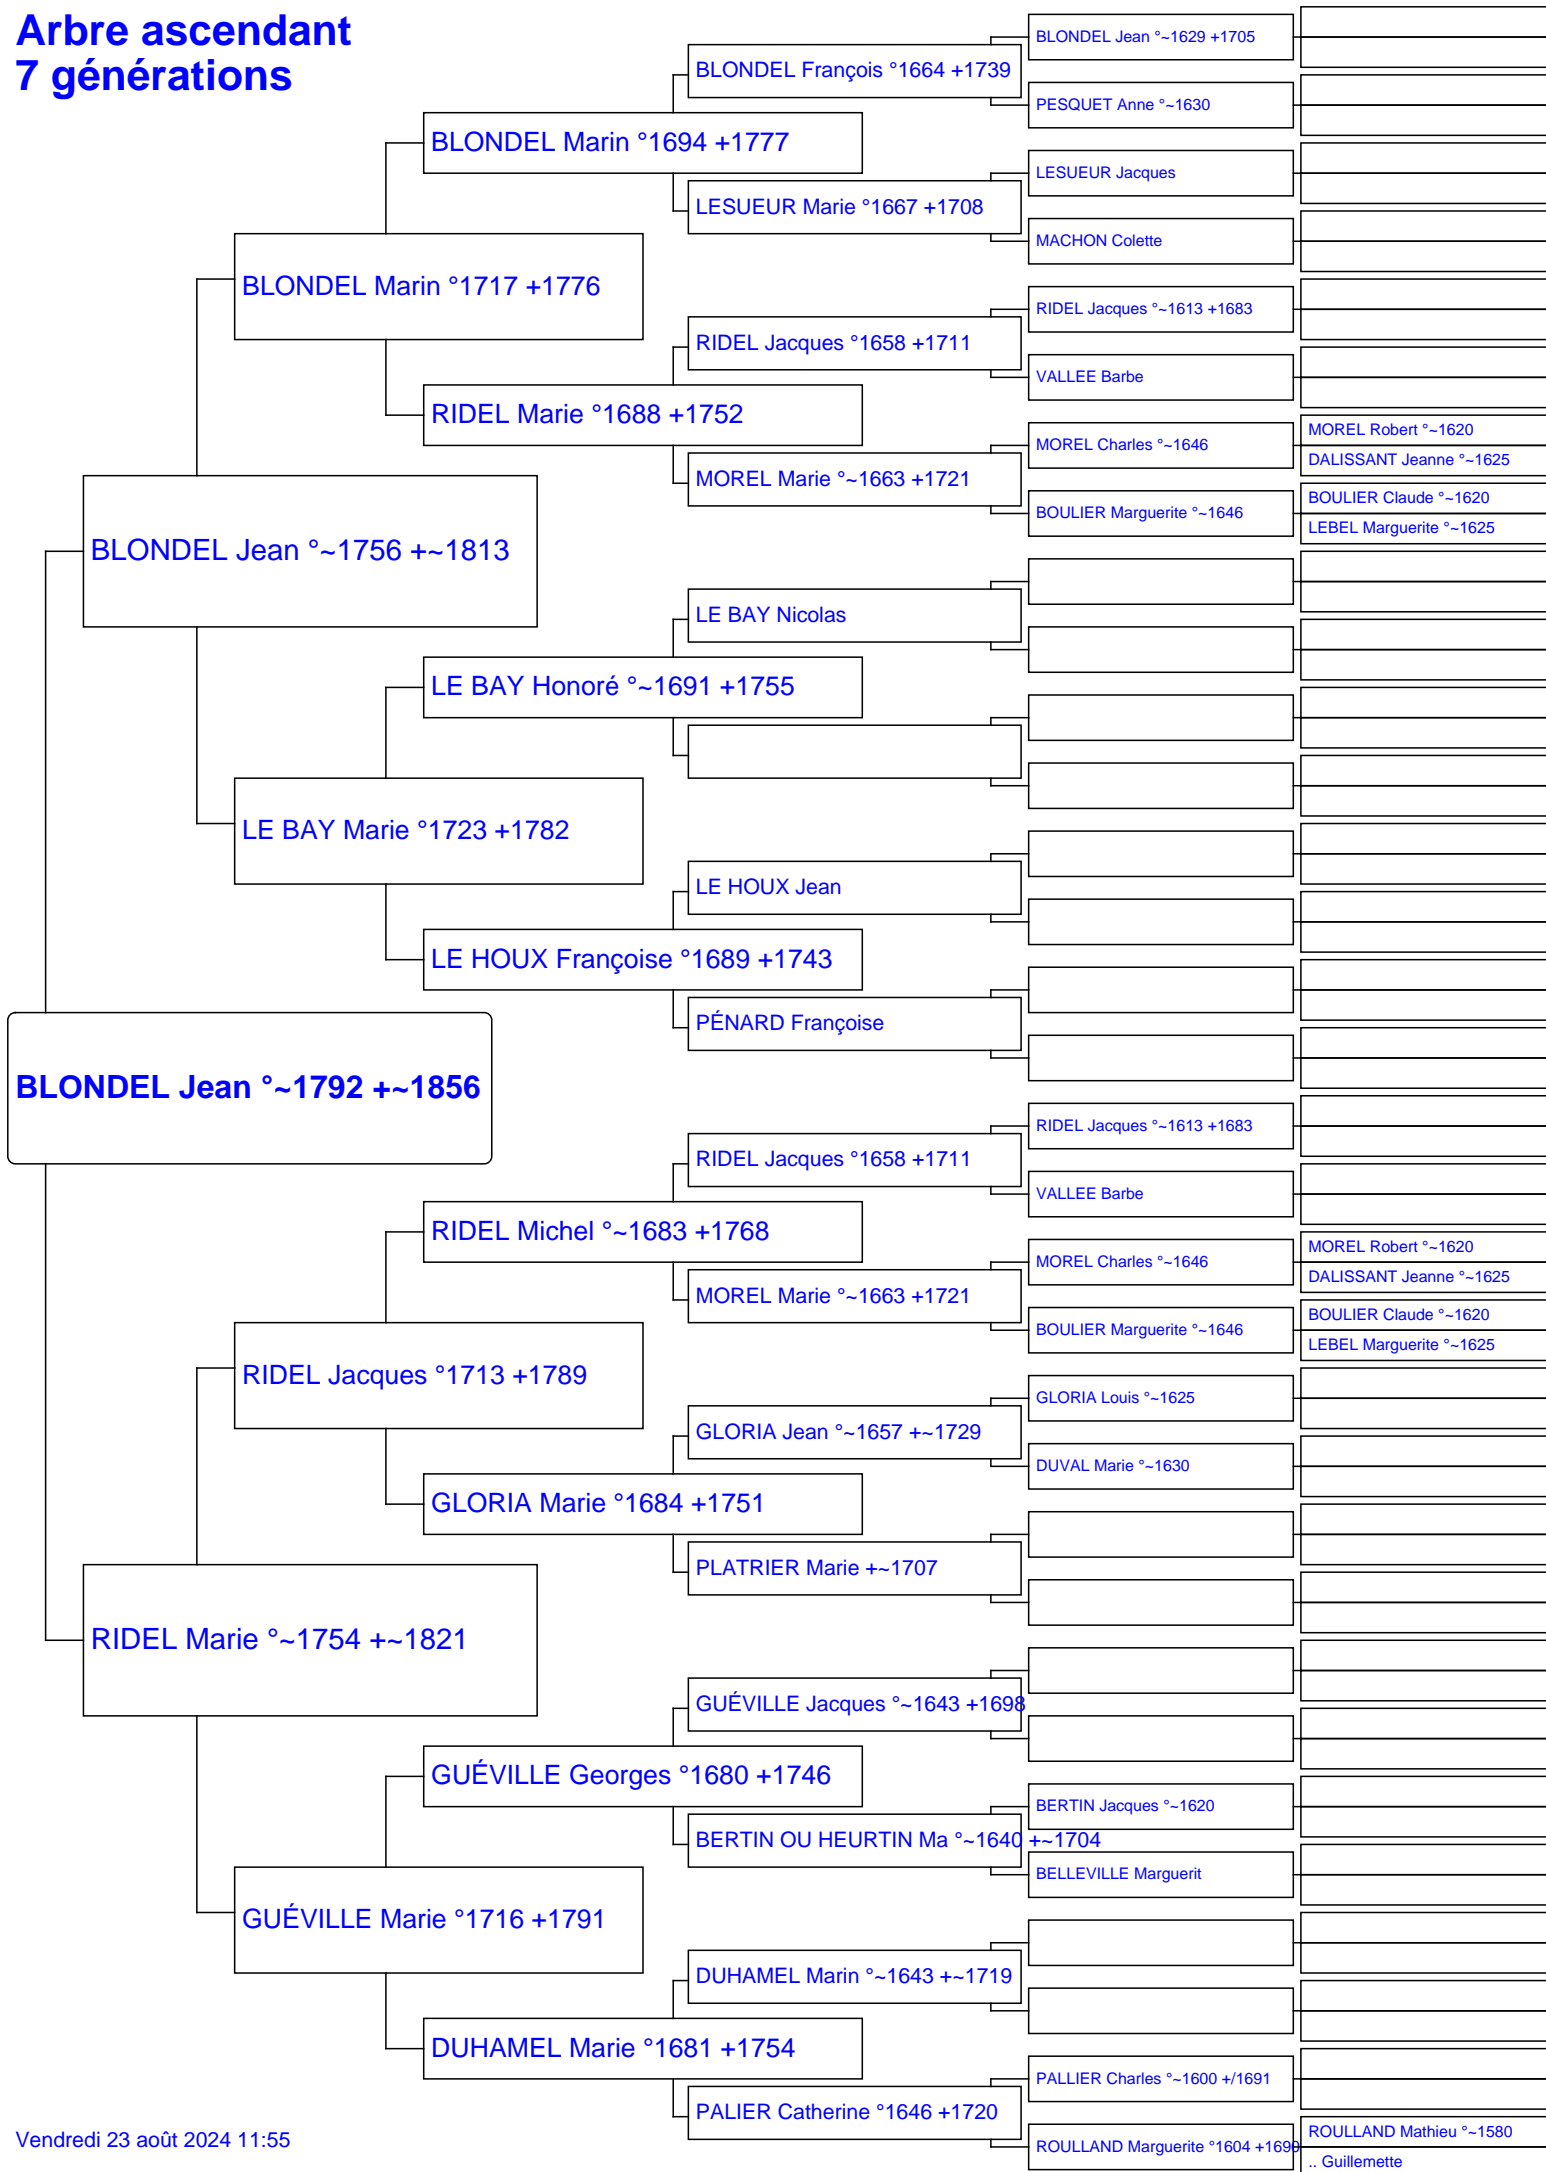 Arbre ascendant
7 générations
BLONDEL Jean °~1792 +~1856
BLONDEL Jean °~1756 +~1813
RIDEL Marie °~1754 +~1821
BLONDEL Marin °1717 +1776
LE BAY Marie °1723 +1782
RIDEL Jacques °1713 +1789
GUÉVILLE Marie °1716 +1791
BLONDEL Marin °1694 +1777
RIDEL Marie °1688 +1752
LE BAY Honoré °~1691 +1755
LE HOUX Françoise °1689 +1743
RIDEL Michel °~1683 +1768
GLORIA Marie °1684 +1751
GUÉVILLE Georges °1680 +1746
DUHAMEL Marie °1681 +1754
BLONDEL François °1664 +1739
LESUEUR Marie °1667 +1708
RIDEL Jacques °1658 +1711
MOREL Marie °~1663 +1721
LE BAY Nicolas
LE HOUX Jean
PÉNARD Françoise
RIDEL Jacques °1658 +1711
MOREL Marie °~1663 +1721
GLORIA Jean °~1657 +~1729
PLATRIER Marie +~1707
GUÉVILLE Jacques °~1643 +1698
BERTIN OU HEURTIN Ma °~1640 +~1704
DUHAMEL Marin °~1643 +~1719
PALIER Catherine °1646 +1720
BLONDEL Jean °~1629 +1705
PESQUET Anne °~1630
LESUEUR Jacques
MACHON Colette
RIDEL Jacques °~1613 +1683
VALLEE Barbe
MOREL Charles °~1646
BOULIER Marguerite °~1646
RIDEL Jacques °~1613 +1683
VALLEE Barbe
MOREL Charles °~1646
BOULIER Marguerite °~1646
GLORIA Louis °~1625
DUVAL Marie °~1630
BERTIN Jacques °~1620
BELLEVILLE Marguerit
PALLIER Charles °~1600 +/1691
ROULLAND Marguerite °1604 +1690
MOREL Robert °~1620
DALISSANT Jeanne °~1625
BOULIER Claude °~1620
LEBEL Marguerite °~1625
MOREL Robert °~1620
DALISSANT Jeanne °~1625
BOULIER Claude °~1620
LEBEL Marguerite °~1625
ROULLAND Mathieu °~1580
.. Guillemette
Vendredi 23 août 2024 11:55